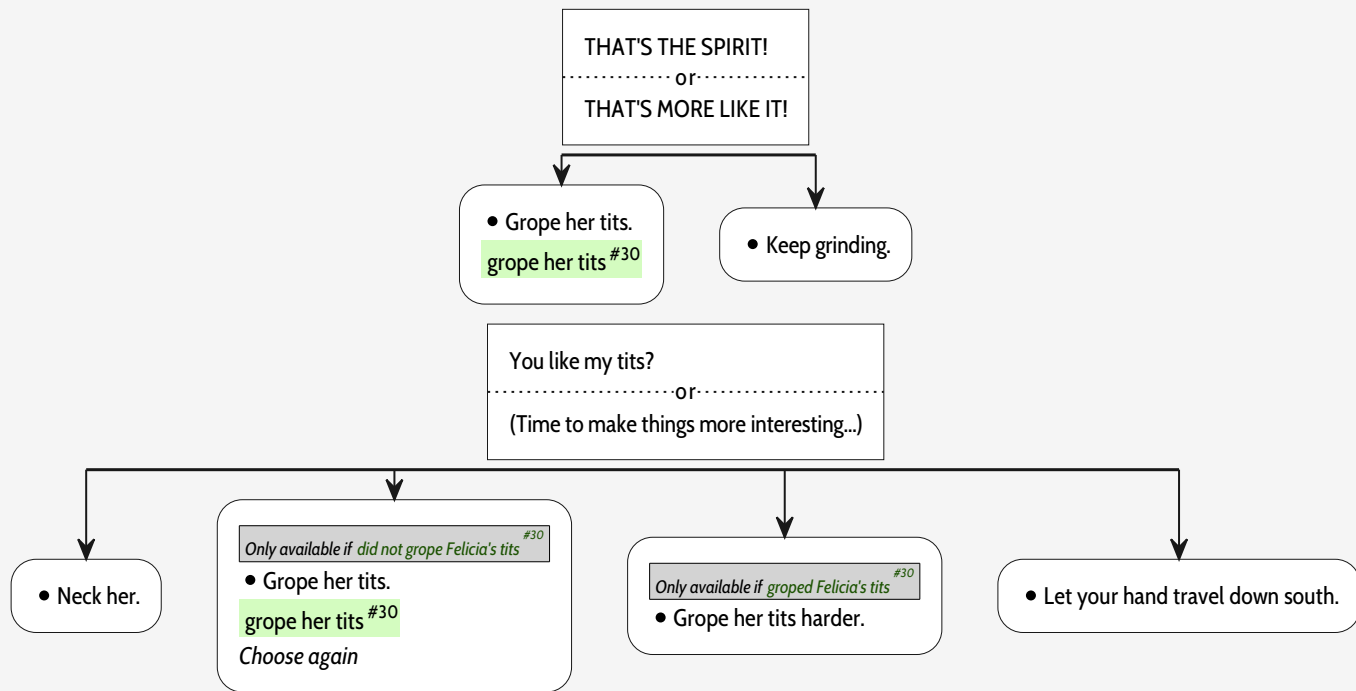 THAT'S THE SPIRIT!
or
THAT'S MORE LIKE IT!
• Grope her tits.
grope her tits #30
• Keep grinding.
You like my tits?
or
(Time to make things more interesting...)
• Neck her.
Only available if did not grope Felicia's tits #30
• Grope her tits.
grope her tits #30
Choose again
Only available if groped Felicia's tits #30
• Grope her tits harder.
• Let your hand travel down south.